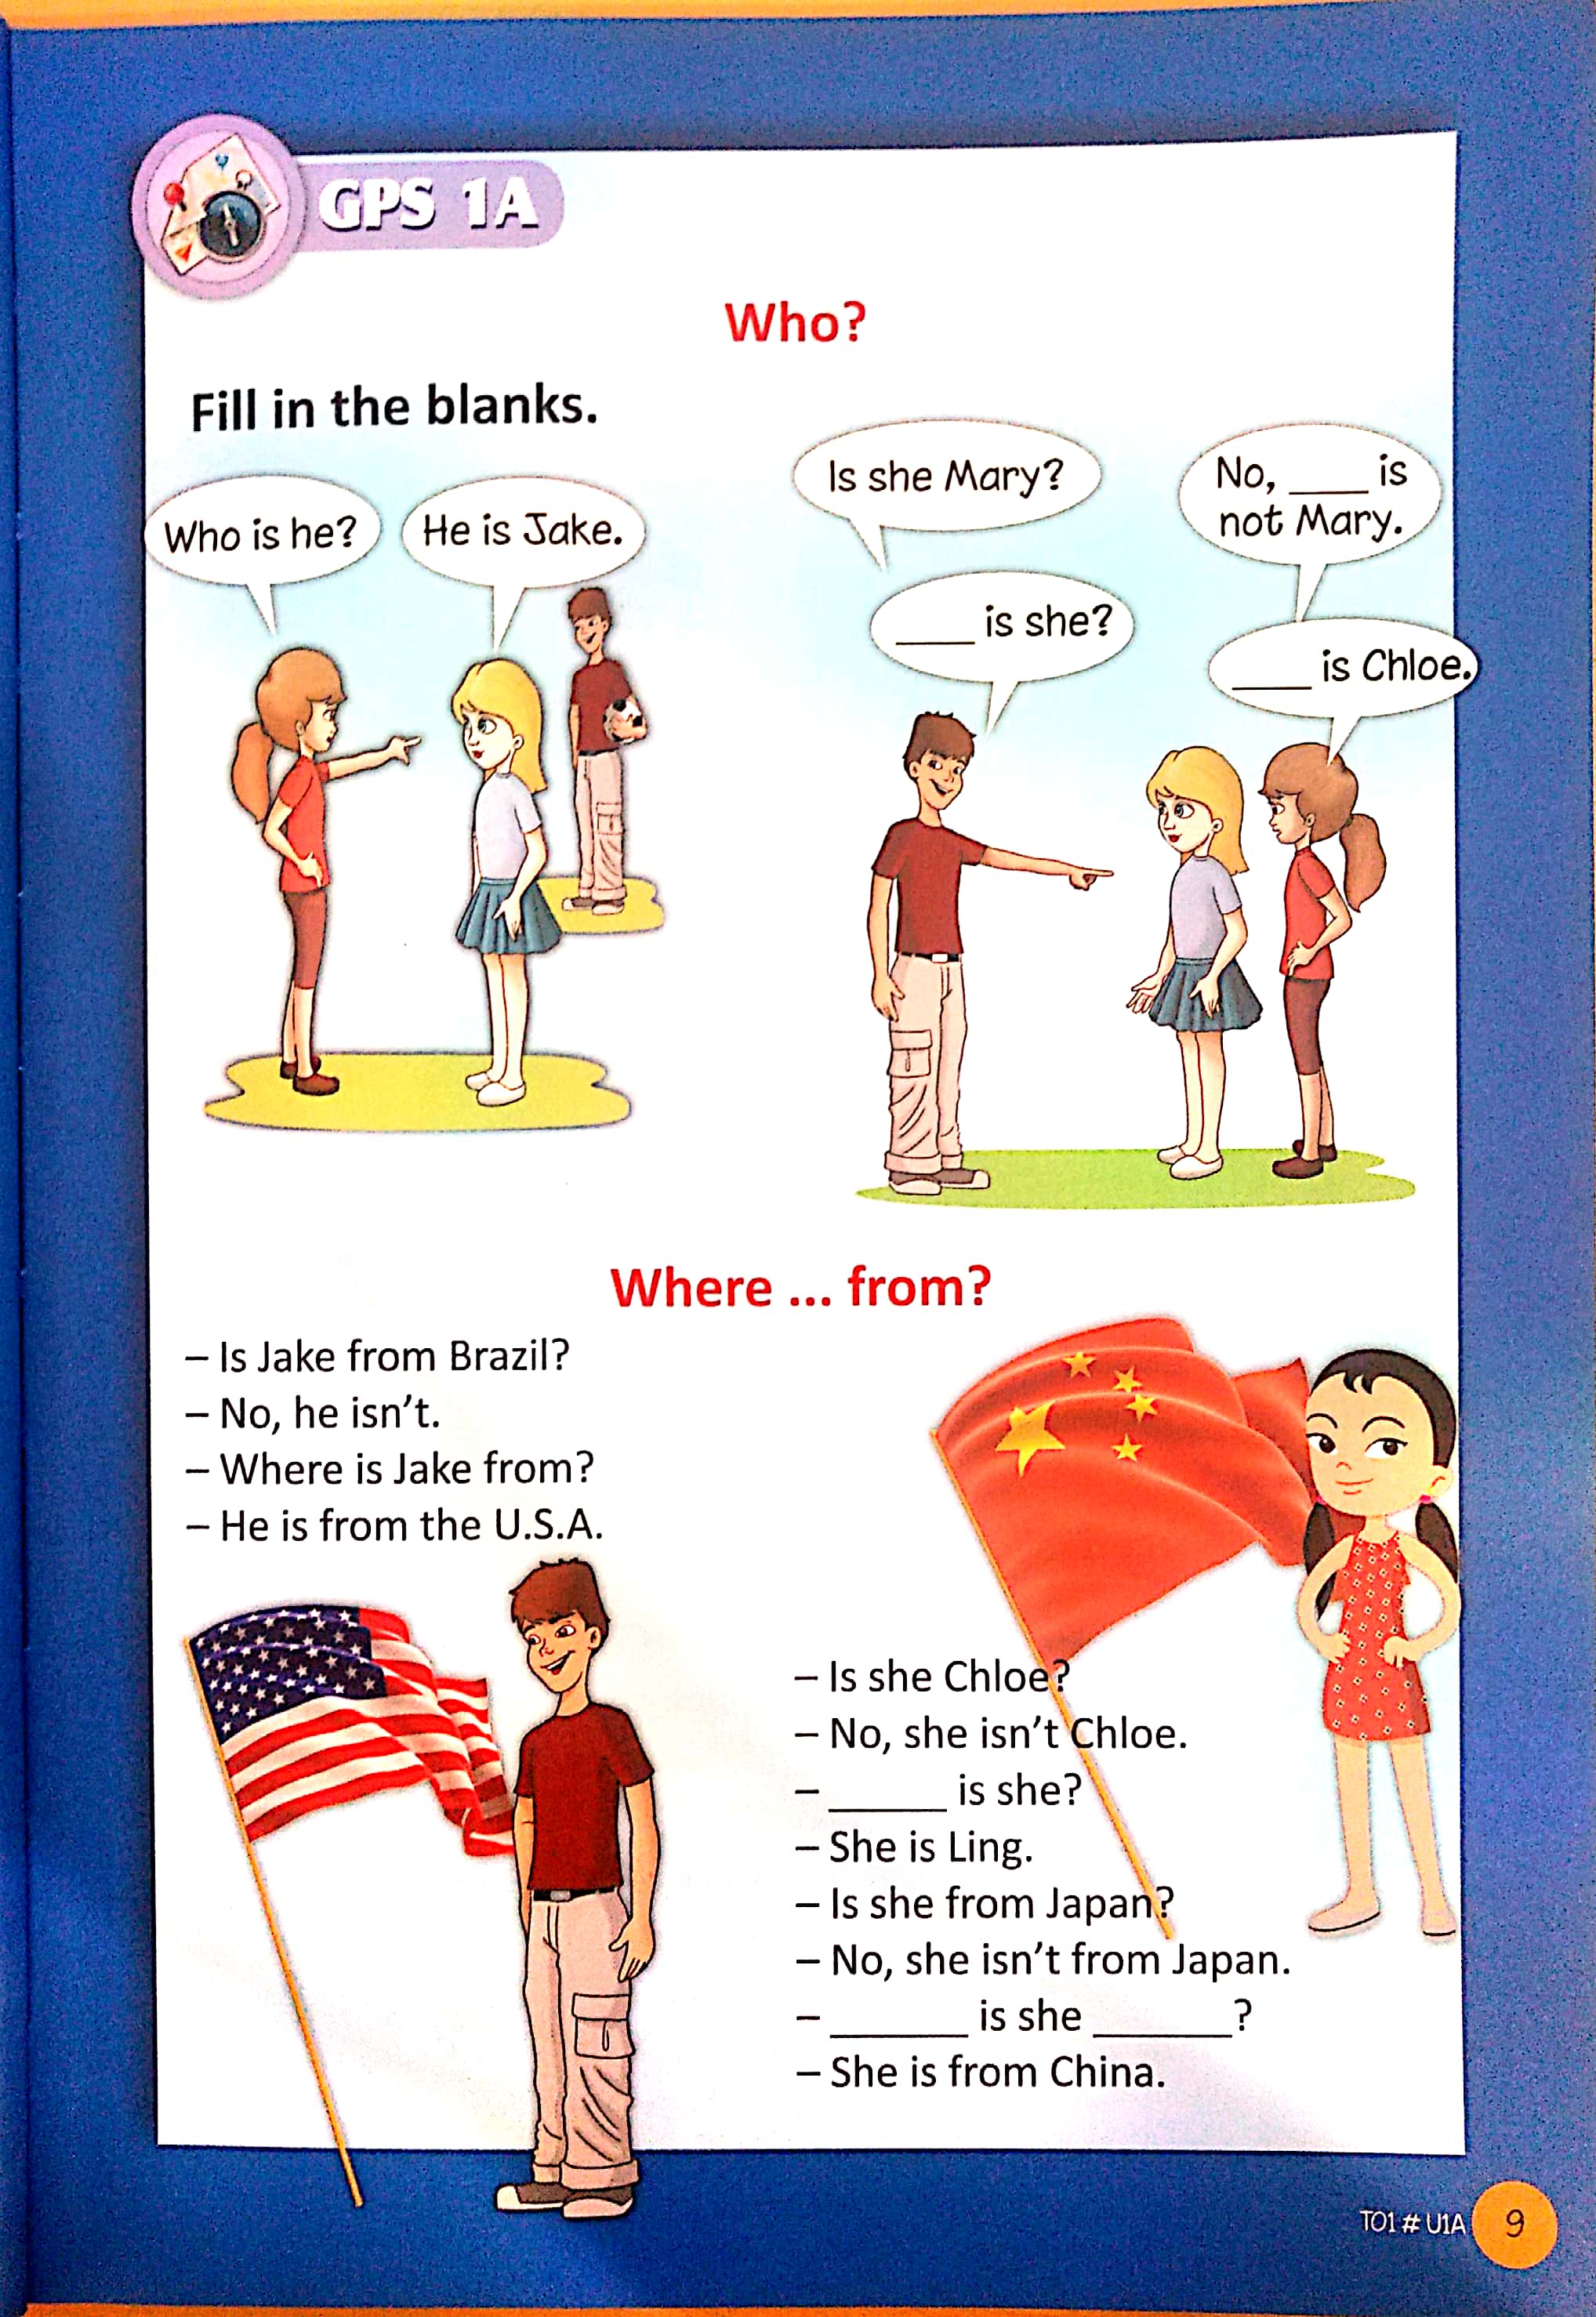 GPS 1A
Who?
Fill in the blanks.
Who is he?
He is Jake.
Is she Mary?
No, ____ is
not Mary.
____ is she?
____ is Chloe.
Where ... from?
– Is Jake from Brazil?
– No, he isn't.
– Where is Jake from?
– He is from the U.S.A.
– Is she Chloe?
– No, she isn't Chloe.
– ______ is she?
– She is Ling.
– Is she from Japan?
– No, she isn't from Japan.
– _______ is she _______?
– She is from China.
TO1 # U1A 9